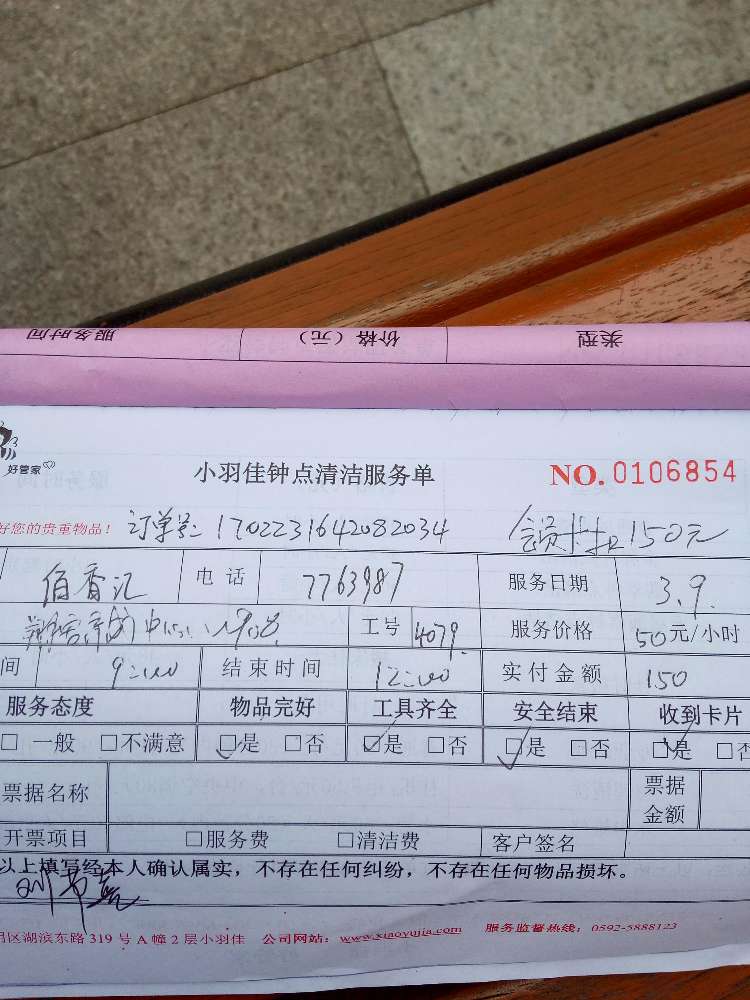 服务时间 价格（元） 类型
好管家 小羽佳钟点清洁服务单 NO. 0106854
好您的贵重物品！ 订单号: 1702231642082034 会员卡扣150元
佰香汇 电话 7763987 服务日期 3.9.
工号 4079. 服务价格 50元/小时
间 9:00 结束时间 12:00 实付金额 150
服务态度 物品完好 工具齐全 安全结束 收到卡片
□ 一般 □不满意 □是 □否 □是 □否 □是 □否 □是 □否
票据名称 票据金额
开票项目 □服务费 □清洁费 客户签名
以上填写经本人确认属实，不存在任何纠纷，不存在任何物品损坏。
明区湖滨东路 319 号 A 幢 2 层小羽佳 公司网站：www.xiaoyujia.com 服务监督热线：0592-5888123